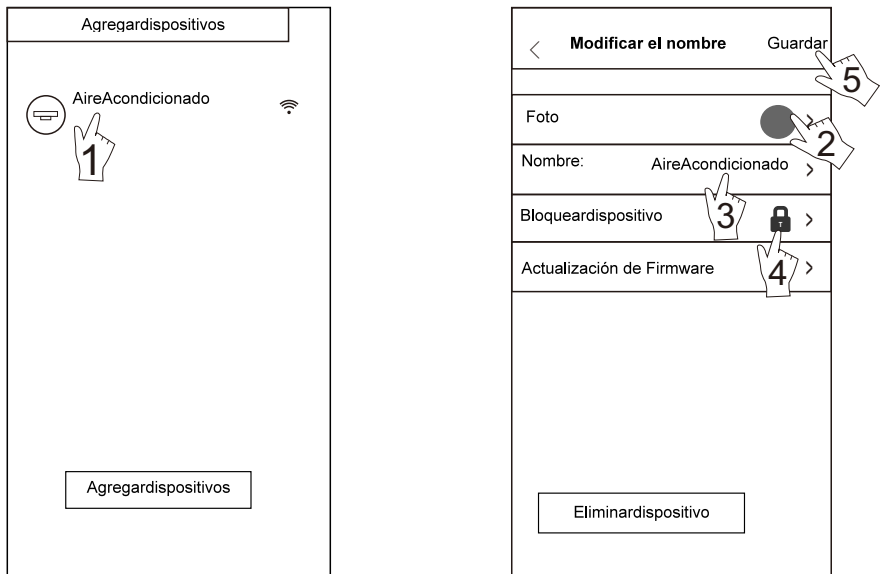 Agregardispositivos
AireAcondicionado
1
Agregardispositivos
Modificar el nombre Guardar
5
Foto
2
Nombre: AireAcondicionado
3
Bloqueardispositivo
4
Actualización de Firmware
Eliminardispositivo